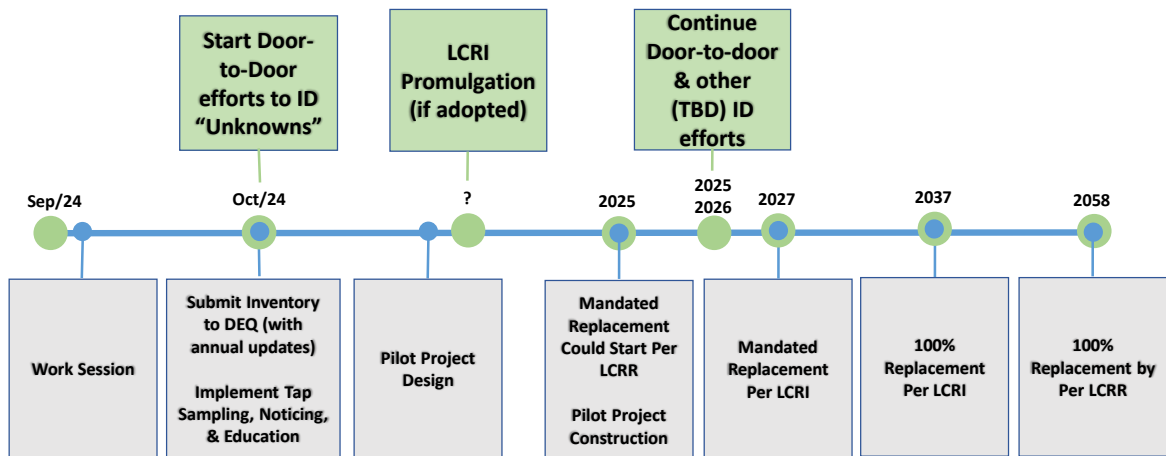 Start Door-
to-Door
efforts to ID
“Unknowns”
LCRI
Promulgation
(if adopted)
Continue
Door-to-door
& other
(TBD) ID
efforts
Sep/24
Oct/24
?
2025
2025
2026
2027
2037
2058
Work Session
Submit Inventory
to DEQ (with
annual updates)
Implement Tap
Sampling, Noticing,
& Education
Pilot Project
Design
Mandated
Replacement
Could Start Per
LCRR
Pilot Project
Construction
Mandated
Replacement
Per LCRI
100%
Replacement
Per LCRI
100%
Replacement by
Per LCRR